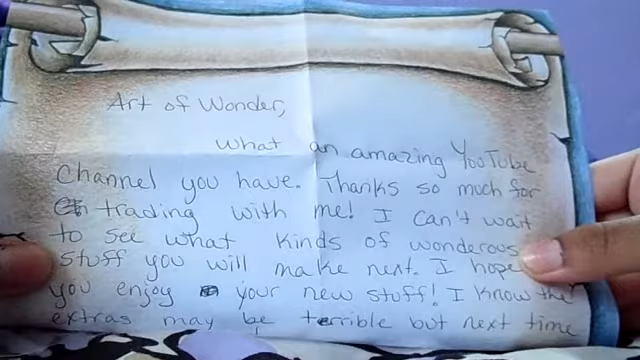 Art of Wonder,
What an amazing YouTube
Channel you have. Thanks so much for
trading with me! I can't wait
to see what kinds of wonderous
stuff you will make next. I hope
you enjoy your new stuff! I know the
extras may be terrible but next time